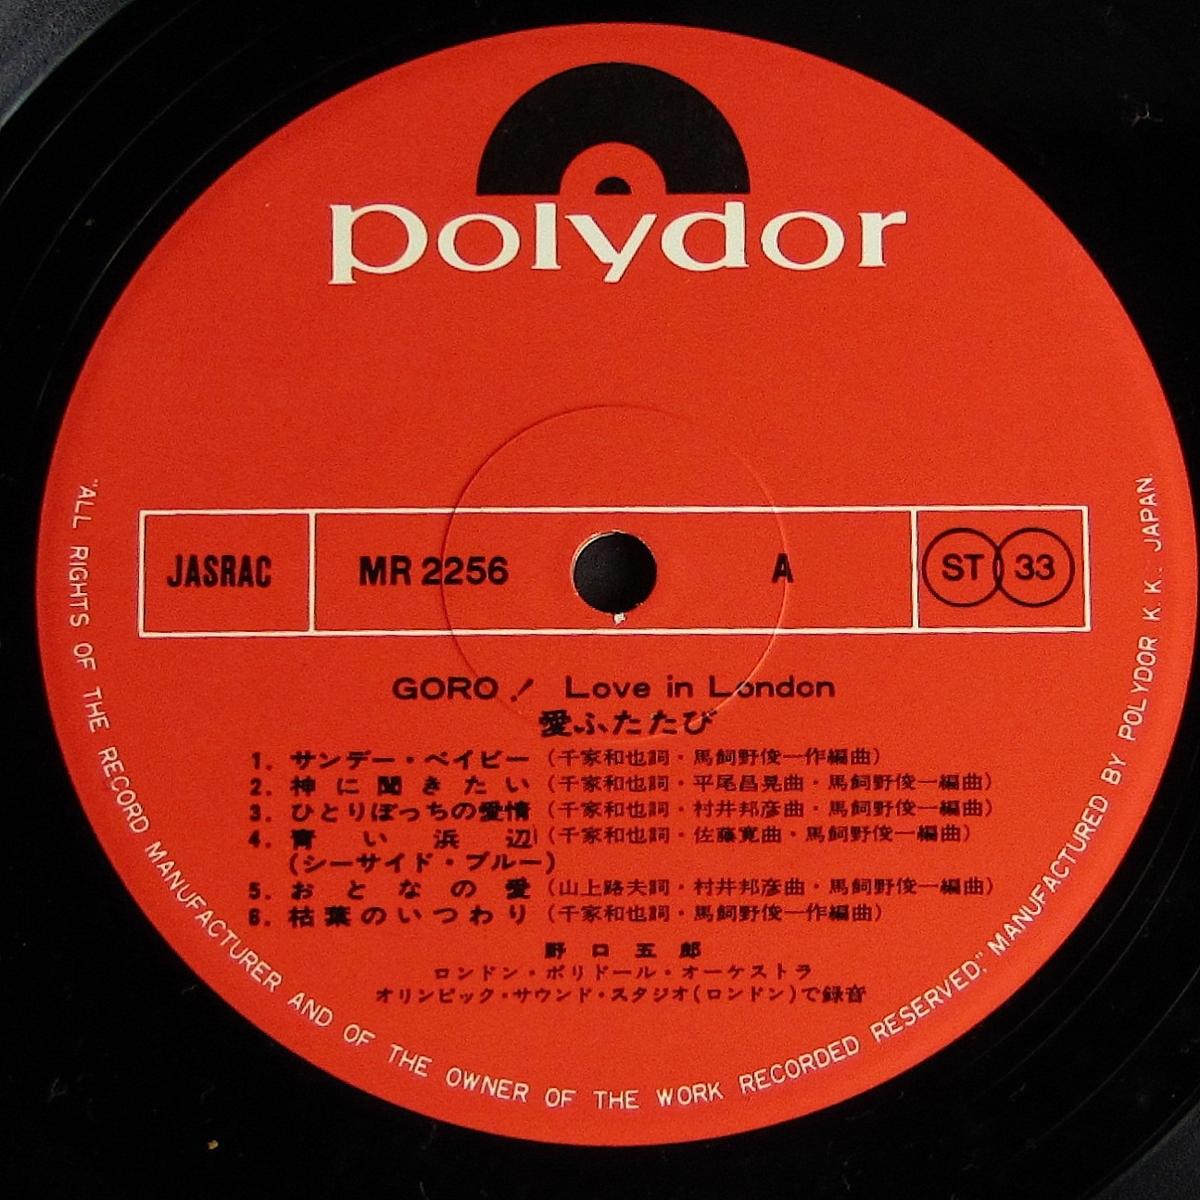 polydor
JASRAC
MR 2256
A
ST 33
GORO! Love in London
愛ふたたび
1. サンデー・ベイビー (千家和也詞・馬飼野俊一作編曲)
2. 神に聞きたい (千家和也詞・平尾昌晃曲・馬飼野俊一編曲)
3. ひとりぼっちの愛情 (千家和也詞・村井邦彦曲・馬飼野俊一編曲)
4. 青い浜辺 (千家和也詞・佐藤寛曲・馬飼野俊一編曲)
(シーサイド・ブルー)
5. おとなの愛 (山上路夫詞・村井邦彦曲・馬飼野俊一編曲)
6. 枯葉のいつわり (千家和也詞・馬飼野俊一作編曲)
野口五郎
ロンドン・ポリドール・オーケストラ
オリンピック・サウンド・スタジオ(ロンドン)で録音
"ALL RIGHTS OF THE RECORD MANUFACTURER AND OF THE OWNER OF THE WORK RECORDED RESERVED." MANUFACTURED BY POLYDOR K.K. JAPAN